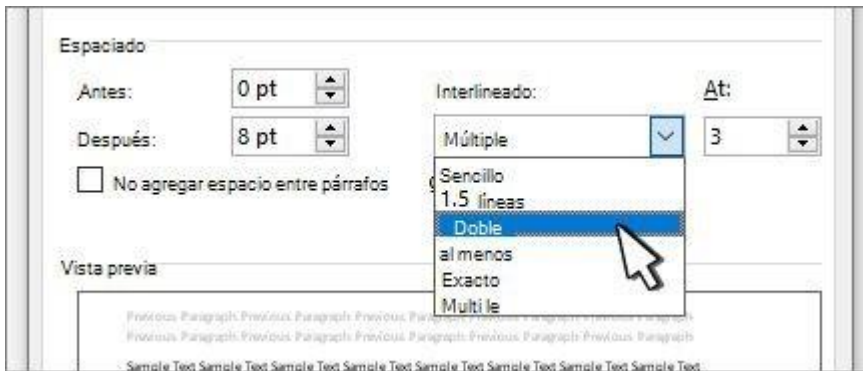 Espaciado
Antes: 0 pt Interlineado: At:
Después: 8 pt Múltiple 3
No agregar espacio entre párrafos
Sencillo
1.5 líneas
Doble
al menos
Exacto
Multi le
Vista previa
Previous Paragraph Previous Paragraph Previous
Previous Paragraph Previous Paragraph Previous Paragraph Previous Paragraph Previous Paragraph
Sample Text Sample Text Sample Text Sample Text Sample Text Sample Text Sample Text Sample Text